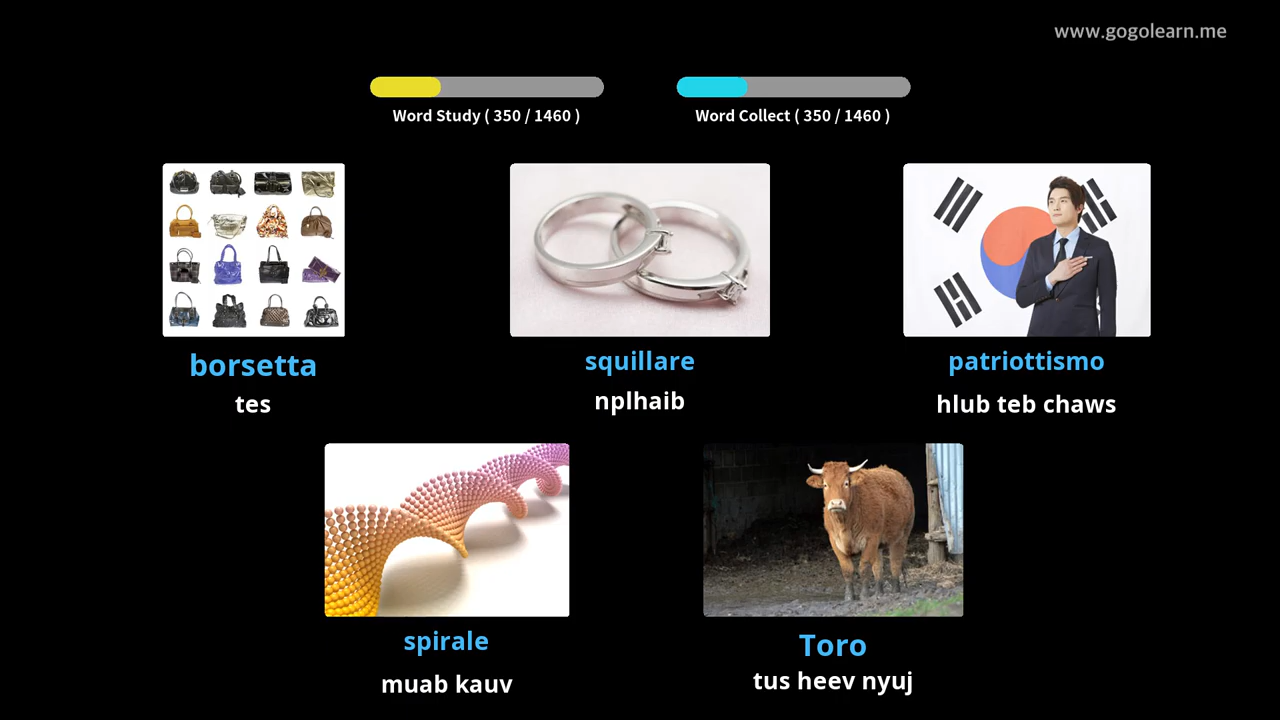 www.gogolearn.me
Word Study ( 350 / 1460 )
Word Collect ( 350 / 1460 )
borsetta
tes
squillare
nplhaib
patriottismo
hlub teb chaws
spirale
muab kauv
Toro
tus heev nyuj